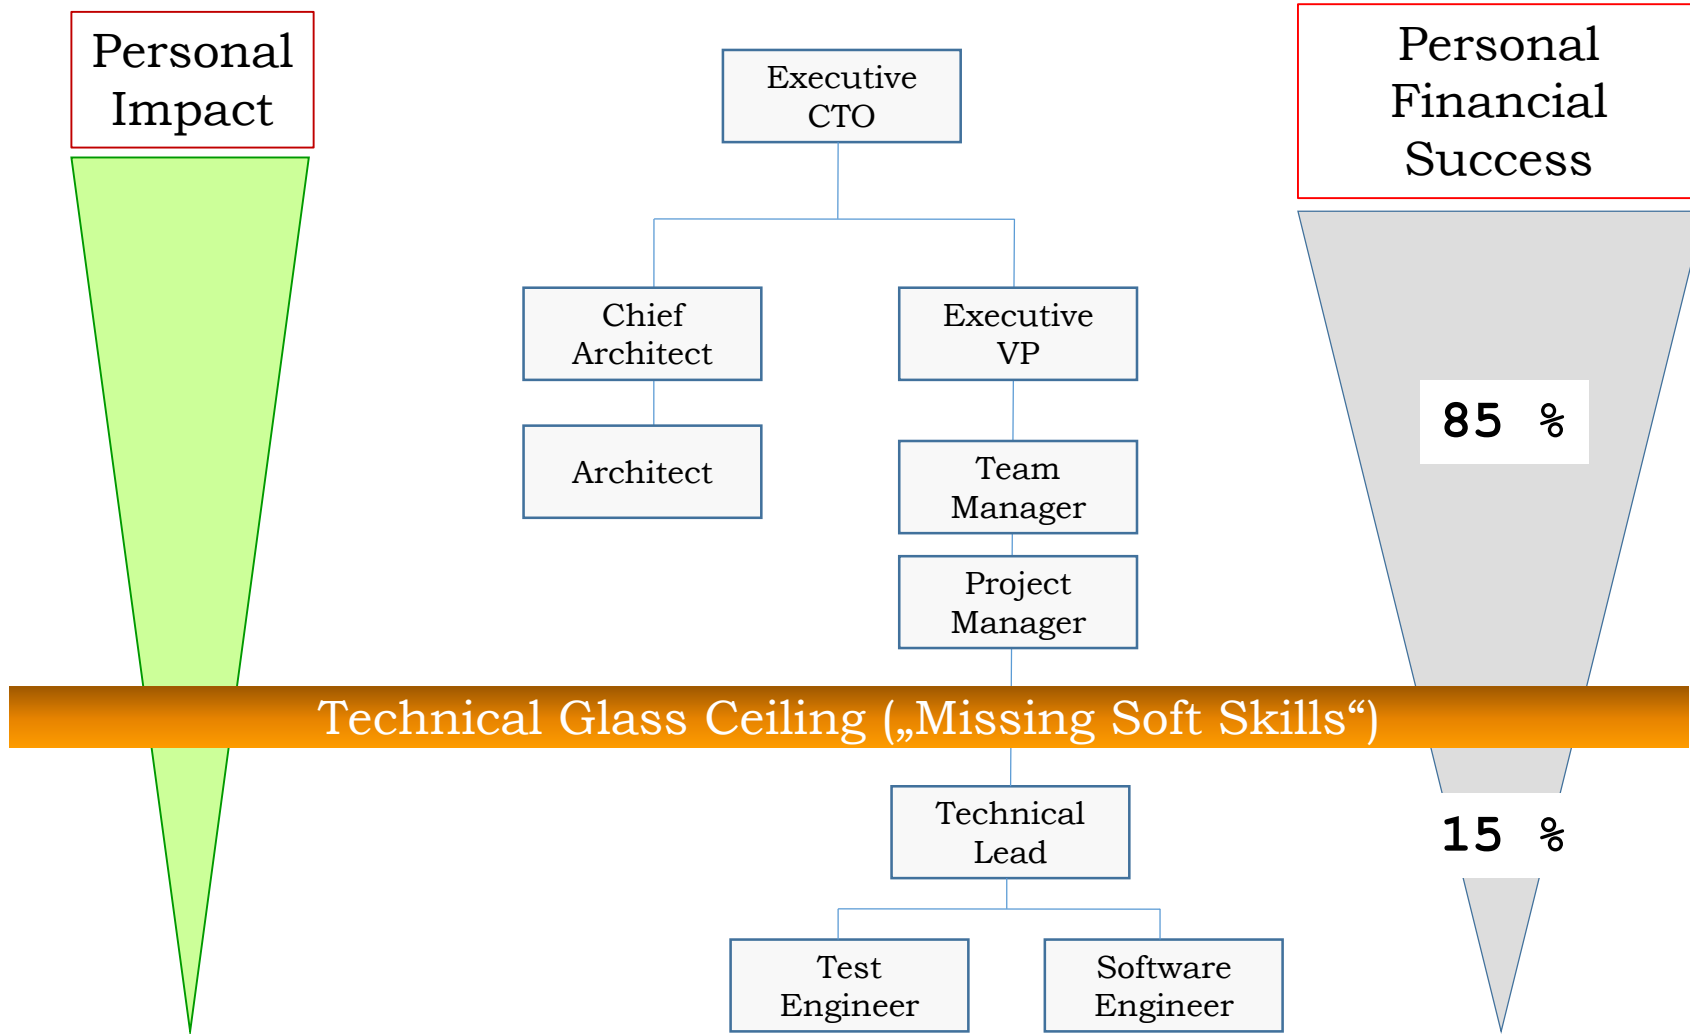 Personal
Impact
Executive
CTO
Personal
Financial
Success
Chief
Architect
Executive
VP
85 %
Architect
Team
Manager
Project
Manager
Technical Glass Ceiling („Missing Soft Skills“)
Technical
Lead
15 %
Test
Engineer
Software
Engineer